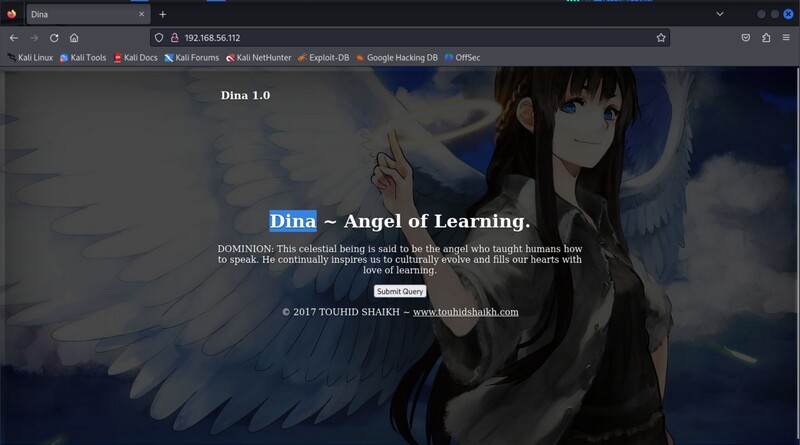 Dina
192.168.56.112
Kali Linux Kali Tools Kali Docs Kali Forums Kali NetHunter Exploit-DB Google Hacking DB OffSec
Dina 1.0
Dina ~ Angel of Learning.
DOMINION: This celestial being is said to be the angel who taught humans how
to speak. He continually inspires us to culturally evolve and fills our hearts with
love of learning.
Submit Query
© 2017 TOUHID SHAIKH ~ www.touhidshaikh.com